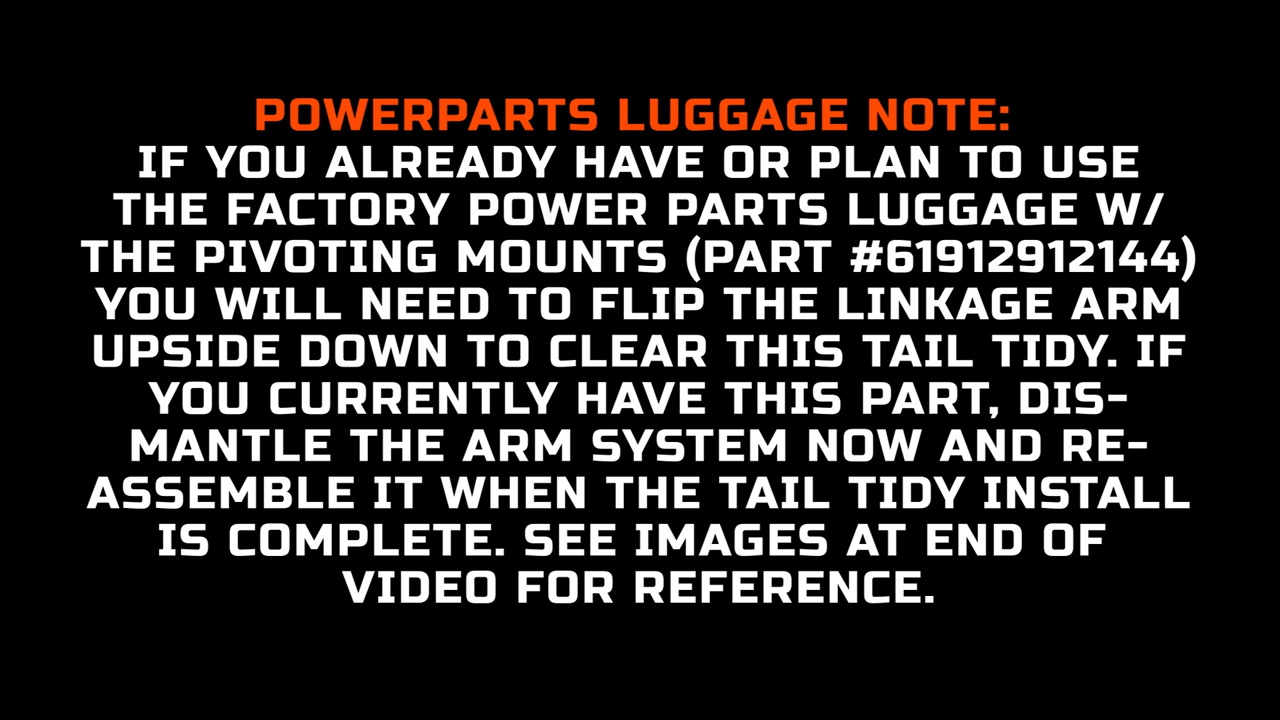 POWERPARTS LUGGAGE NOTE:
IF YOU ALREADY HAVE OR PLAN TO USE
THE FACTORY POWER PARTS LUGGAGE W/
THE PIVOTING MOUNTS (PART #61912912144)
YOU WILL NEED TO FLIP THE LINKAGE ARM
UPSIDE DOWN TO CLEAR THIS TAIL TIDY. IF
YOU CURRENTLY HAVE THIS PART, DIS-
MANTLE THE ARM SYSTEM NOW AND RE-
ASSEMBLE IT WHEN THE TAIL TIDY INSTALL
IS COMPLETE. SEE IMAGES AT END OF
VIDEO FOR REFERENCE.